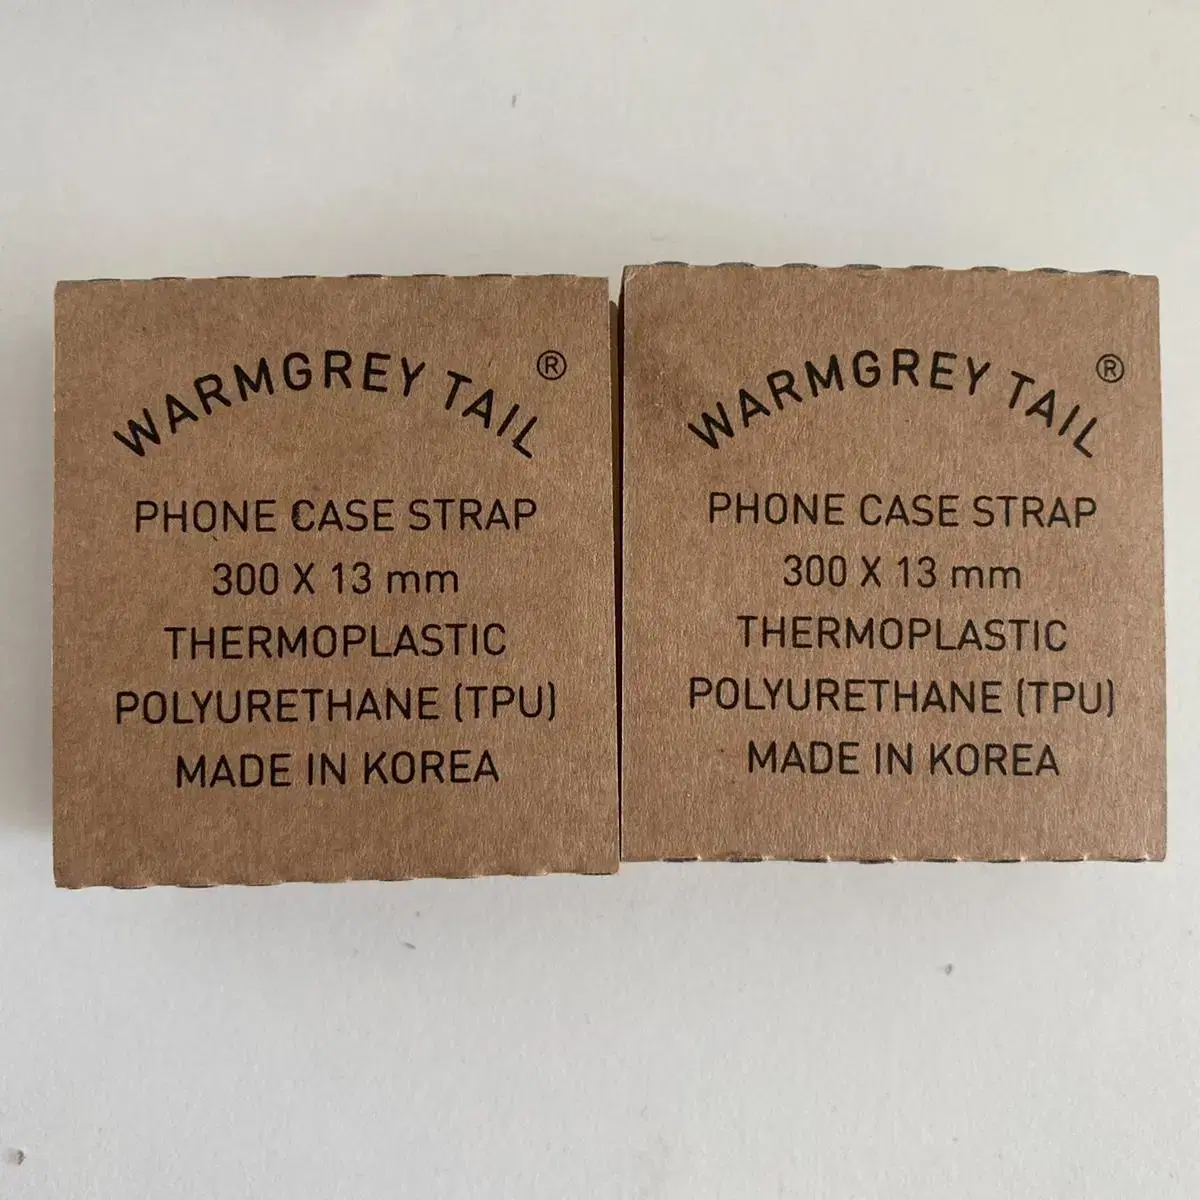 WARMGREY TAIL ®
PHONE CASE STRAP
300 X 13 mm
THERMOPLASTIC
POLYURETHANE (TPU)
MADE IN KOREA
WARMGREY TAIL ®
PHONE CASE STRAP
300 X 13 mm
THERMOPLASTIC
POLYURETHANE (TPU)
MADE IN KOREA